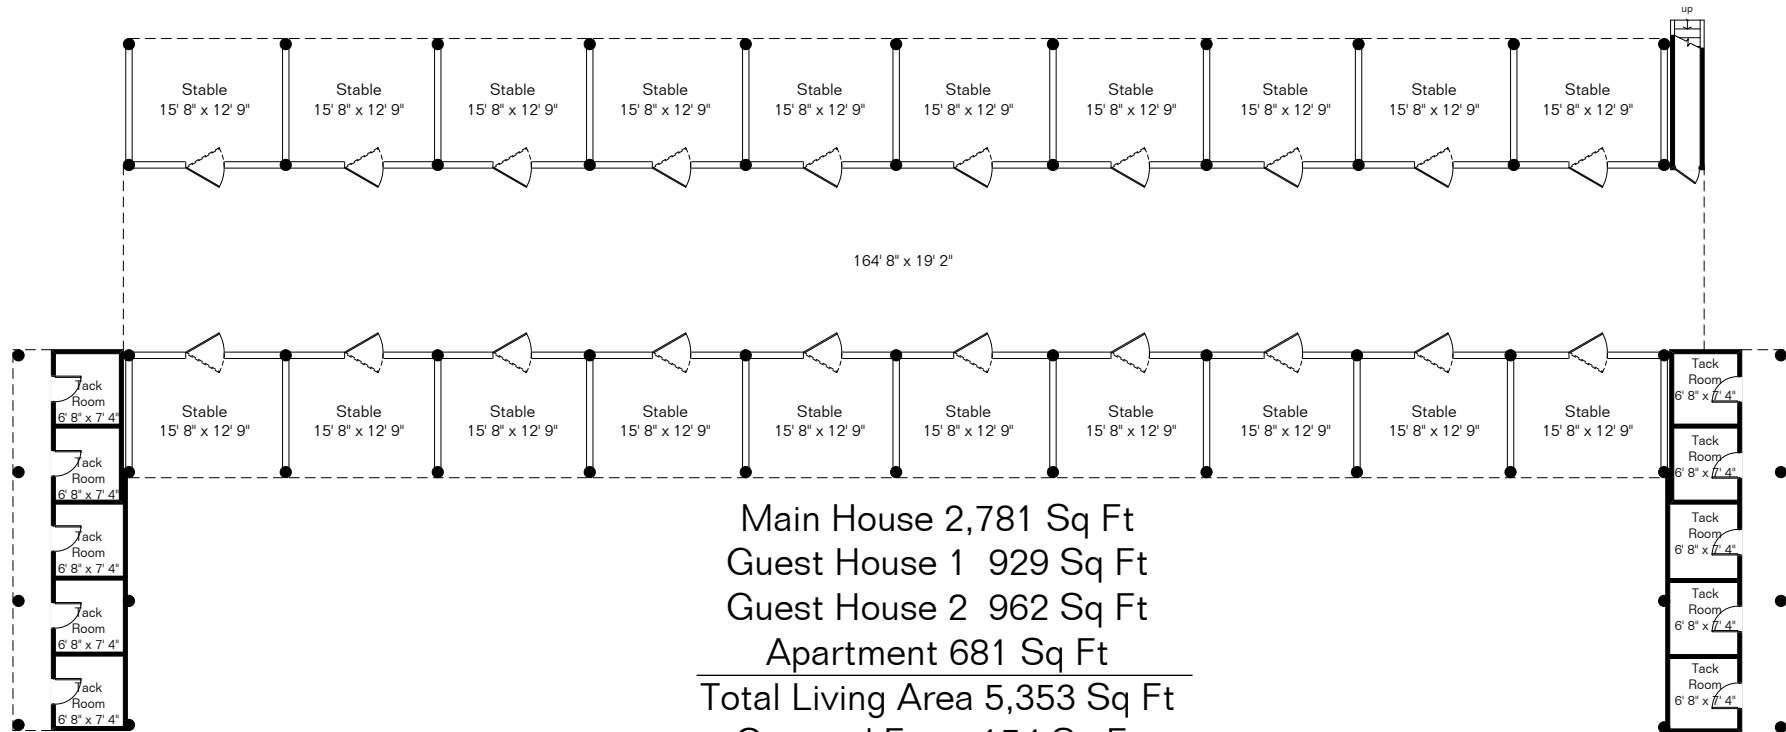 up
Stable
15' 8" x 12' 9"
Stable
15' 8" x 12' 9"
Stable
15' 8" x 12' 9"
Stable
15' 8" x 12' 9"
Stable
15' 8" x 12' 9"
Stable
15' 8" x 12' 9"
Stable
15' 8" x 12' 9"
Stable
15' 8" x 12' 9"
Stable
15' 8" x 12' 9"
Stable
15' 8" x 12' 9"
164' 8" x 19' 2"
Tack
Room
6' 8" x 7' 4"
Stable
15' 8" x 12' 9"
Stable
15' 8" x 12' 9"
Stable
15' 8" x 12' 9"
Stable
15' 8" x 12' 9"
Stable
15' 8" x 12' 9"
Stable
15' 8" x 12' 9"
Stable
15' 8" x 12' 9"
Stable
15' 8" x 12' 9"
Stable
15' 8" x 12' 9"
Stable
15' 8" x 12' 9"
Tack
Room
6' 8" x 7' 4"
Tack
Room
6' 8" x 7' 4"
Tack
Room
6' 8" x 7' 4"
Tack
Room
6' 8" x 7' 4"
Tack
Room
6' 8" x 7' 4"
Tack
Room
6' 8" x 7' 4"
Tack
Room
6' 8" x 7' 4"
Tack
Room
6' 8" x 7' 4"
Tack
Room
6' 8" x 7' 4"
Main House 2,781 Sq Ft
Guest House 1 929 Sq Ft
Guest House 2 962 Sq Ft
Apartment 681 Sq Ft
Total Living Area 5,353 Sq Ft